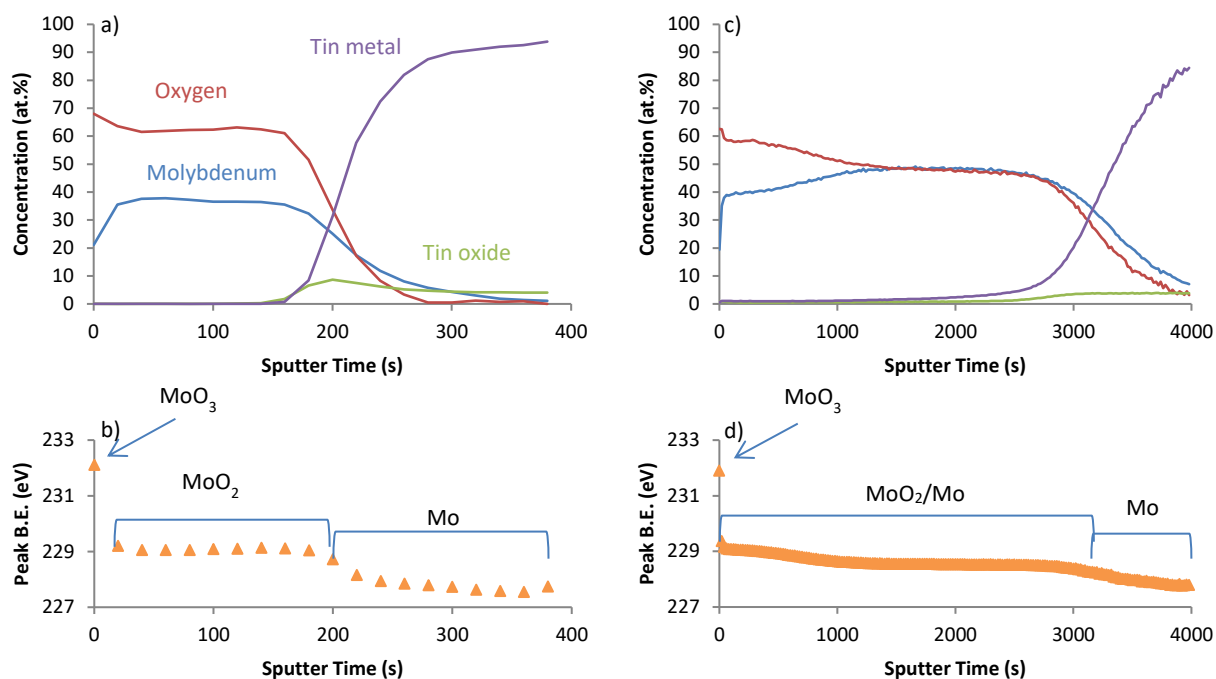 a)
Concentration (at.%)
100
90
80
70
60
50
40
30
20
10
0
Tin metal
Oxygen
Molybdenum
Tin oxide
0 100 200 300 400
Sputter Time (s)
c)
Concentration (at.%)
100
90
80
70
60
50
40
30
20
10
0
0 1000 2000 3000 4000
Sputter Time (s)
MoO₃
b)
Peak B.E. (eV)
233
231
229
227
MoO₂
Mo
0 100 200 300 400
Sputter Time (s)
MoO₃
d)
Peak B.E. (eV)
233
231
229
227
MoO₂/Mo
Mo
0 1000 2000 3000 4000
Sputter Time (s)